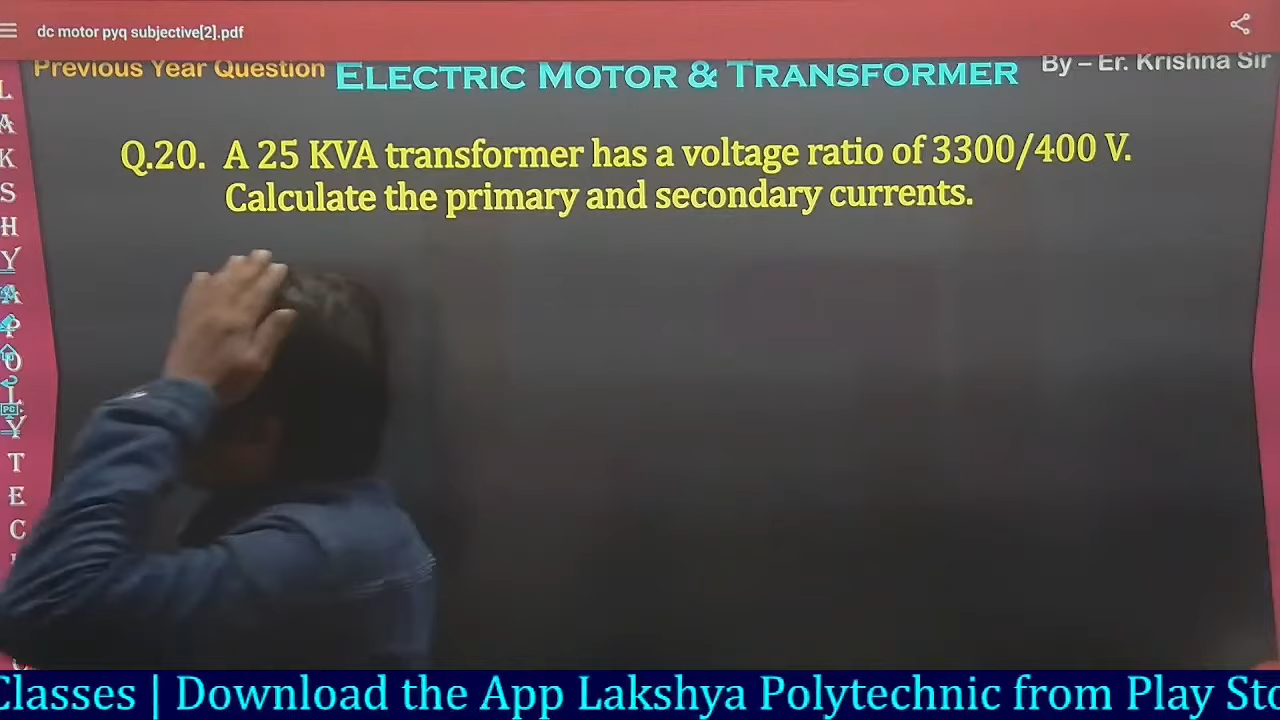 dc motor pyq subjective[2].pdf
Previous Year Question
ELECTRIC MOTOR & TRANSFORMER
By – Er. Krishna Sir
Q.20. A 25 KVA transformer has a voltage ratio of 3300/400 V.
Calculate the primary and secondary currents.
L
A
K
S
H
Y
A
P
O
L
Y
T
E
C
Classes | Download the App Lakshya Polytechnic from Play Sto